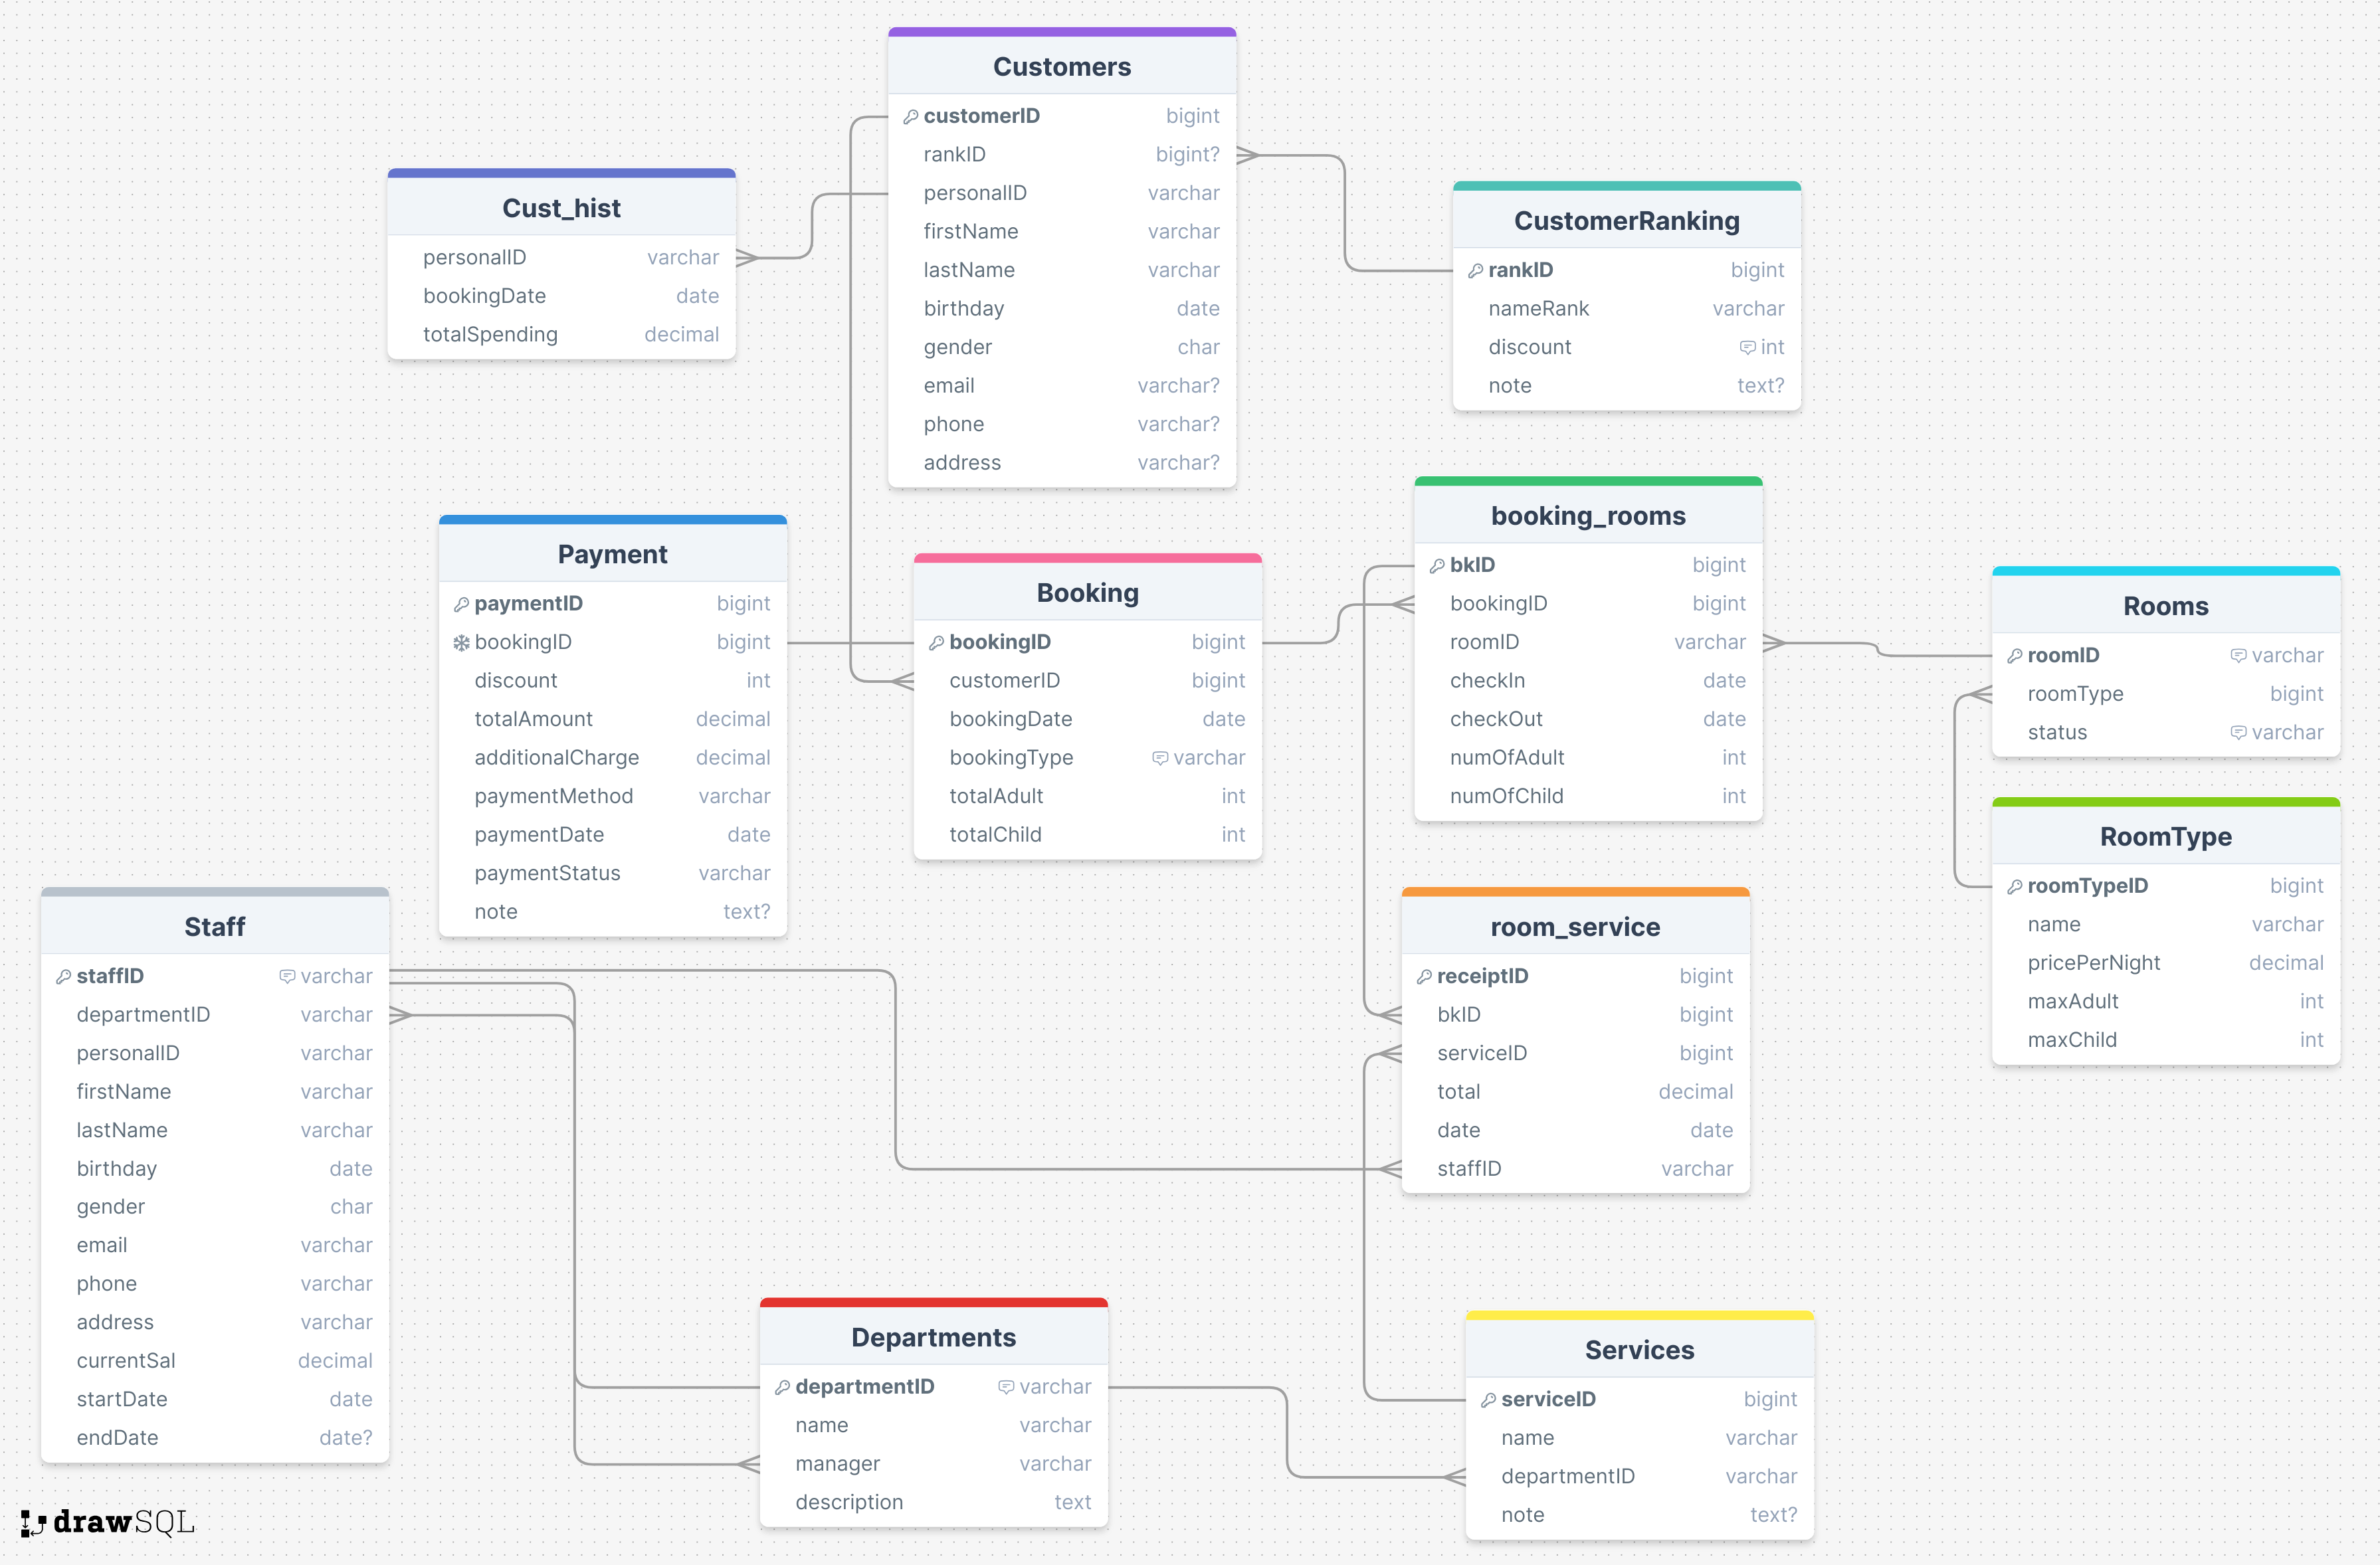 Customers
customerID bigint
rankID bigint?
personalID varchar
firstName varchar
lastName varchar
birthday date
gender char
email varchar?
phone varchar?
address varchar?
Cust_hist
personalID varchar
bookingDate date
totalSpending decimal
CustomerRanking
rankID bigint
nameRank varchar
discount int
note text?
Payment
paymentID bigint
bookingID bigint
discount int
totalAmount decimal
additionalCharge decimal
paymentMethod varchar
paymentDate date
paymentStatus varchar
note text?
Booking
bookingID bigint
customerID bigint
bookingDate date
bookingType varchar
totalAdult int
totalChild int
booking_rooms
bkID bigint
bookingID bigint
roomID varchar
checkIn date
checkOut date
numOfAdult int
numOfChild int
Rooms
roomID varchar
roomType bigint
status varchar
RoomType
roomTypeID bigint
name varchar
pricePerNight decimal
maxAdult int
maxChild int
Staff
staffID varchar
departmentID varchar
personalID varchar
firstName varchar
lastName varchar
birthday date
gender char
email varchar
phone varchar
address varchar
currentSal decimal
startDate date
endDate date?
room_service
receiptID bigint
bkID bigint
serviceID bigint
total decimal
date date
staffID varchar
Departments
departmentID varchar
name varchar
manager varchar
description text
Services
serviceID bigint
name varchar
departmentID varchar
note text?
drawSQL